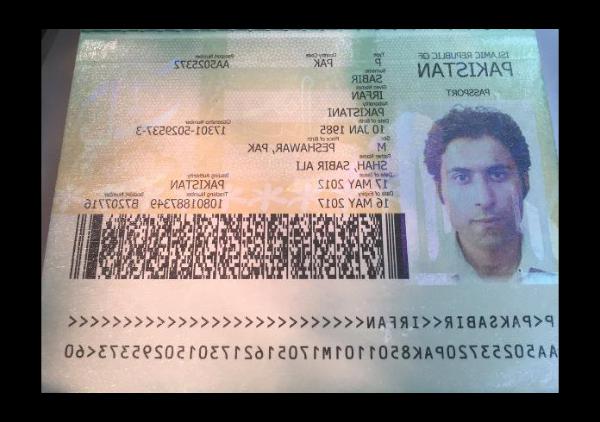 ISLAMIC REPUBLIC OF
PAKISTAN
PASSPORT
Type Country Code Passport Number
P PAK AA5025372
Surname
SABIR
Given Names
IRFAN
Nationality
PAKISTANI
Date of Birth Citizenship Number
10 JAN 1985 17301-5029537-3
Sex Place of Birth
M PESHAWAR, PAK
Father Name
SHAH, SABIR ALI
Date of Issue Issuing Authority
17 MAY 2012 PAKISTAN
Date of Expiry Tracking Number Booklet Number
16 MAY 2017 10801587349 B7207716
P<PAKSABIR<<IRFAN<<<<<<<<<<<<<<<<<<<<<<<<<<<
AA50253720PAK8501101M17051621730150295373<60